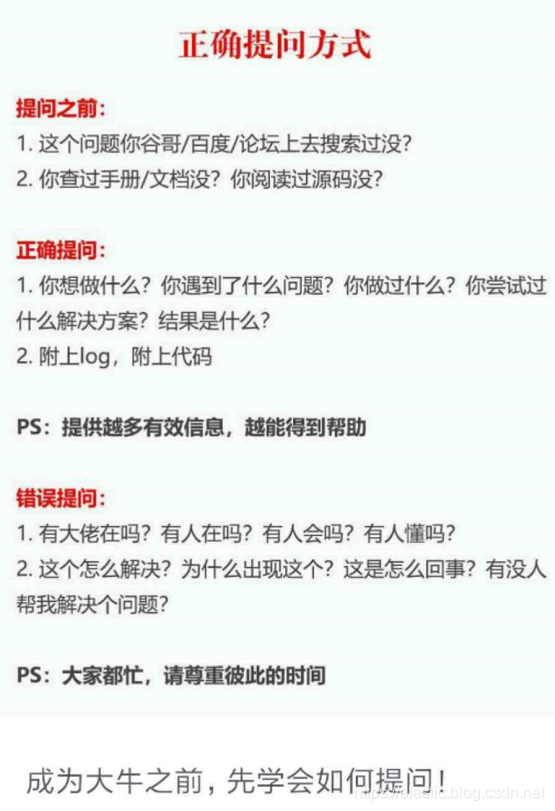 正确提问方式
提问之前：
1. 这个问题你谷哥/百度/论坛上去搜索过没？
2. 你查过手册/文档没？你阅读过源码没？
正确提问：
1. 你想做什么？你遇到了什么问题？你做过什么？你尝试过
什么解决方案？结果是什么？
2. 附上log，附上代码
PS：提供越多有效信息，越能得到帮助
错误提问：
1. 有大佬在吗？有人在吗？有人会吗？有人懂吗？
2. 这个怎么解决？为什么出现这个？这是怎么回事？有没人
帮我解决个问题？
PS：大家都忙，请尊重彼此的时间
成为大牛之前，先学会如何提问！
https://elastic.blog.csdn.net